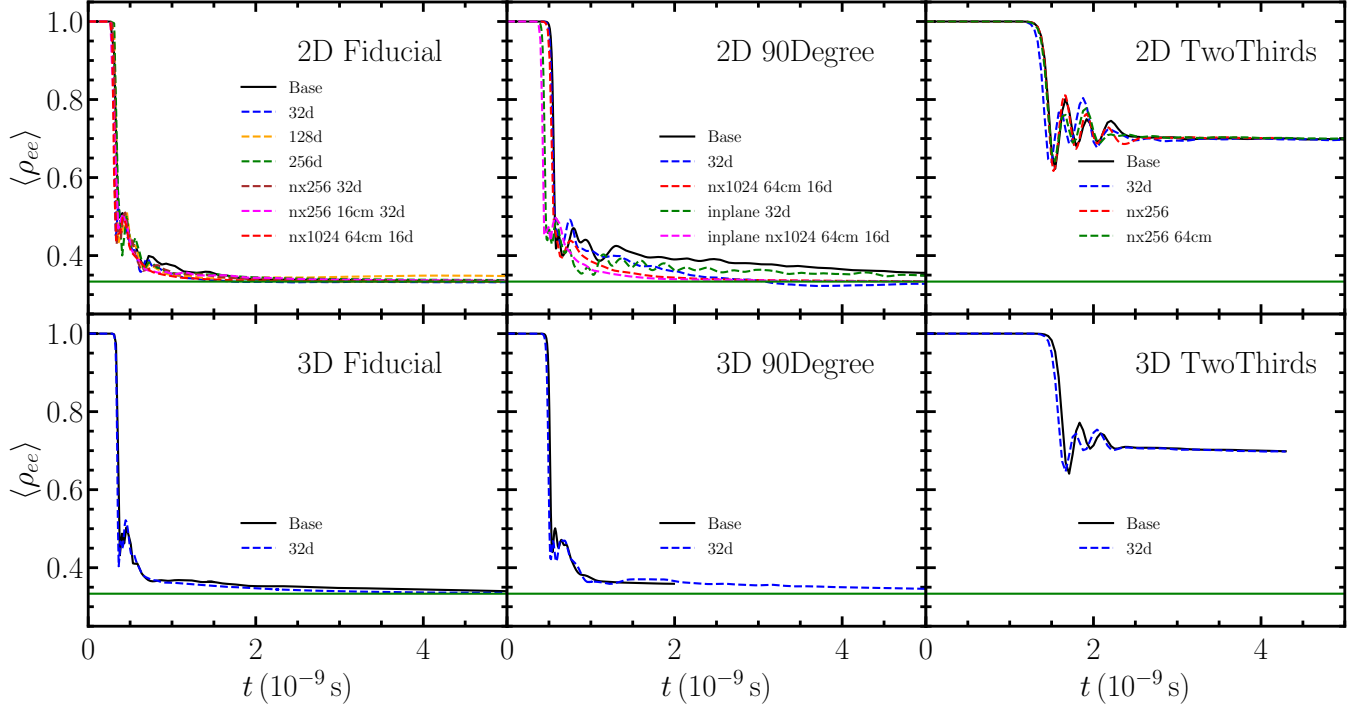 2D Fiducial
Base
32d
128d
256d
nx256 32d
nx256 16cm 32d
nx1024 64cm 16d
2D 90Degree
Base
32d
nx1024 64cm 16d
inplane 32d
inplane nx1024 64cm 16d
2D TwoThirds
Base
32d
nx256
nx256 64cm
⟨ρee⟩
1.0
0.8
0.6
0.4
3D Fiducial
Base
32d
3D 90Degree
Base
32d
3D TwoThirds
Base
32d
⟨ρee⟩
1.0
0.8
0.6
0.4
0 2 4
0 2 4
0 2 4
t (10⁻⁹ s)
t (10⁻⁹ s)
t (10⁻⁹ s)